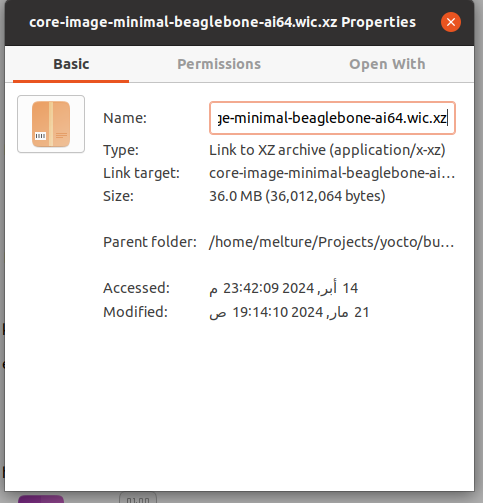 core-image-minimal-beaglebone-ai64.wic.xz Properties
Basic Permissions Open With
Name: ge-minimal-beaglebone-ai64.wic.xz
Type: Link to XZ archive (application/x-xz)
Link target: core-image-minimal-beaglebone-ai…
Size: 36.0 MB (36,012,064 bytes)
Parent folder: /home/melture/Projects/yocto/bu…
Accessed: 14 أبر, 2024 23:42:09 م
Modified: 21 مار, 2024 19:14:10 ص